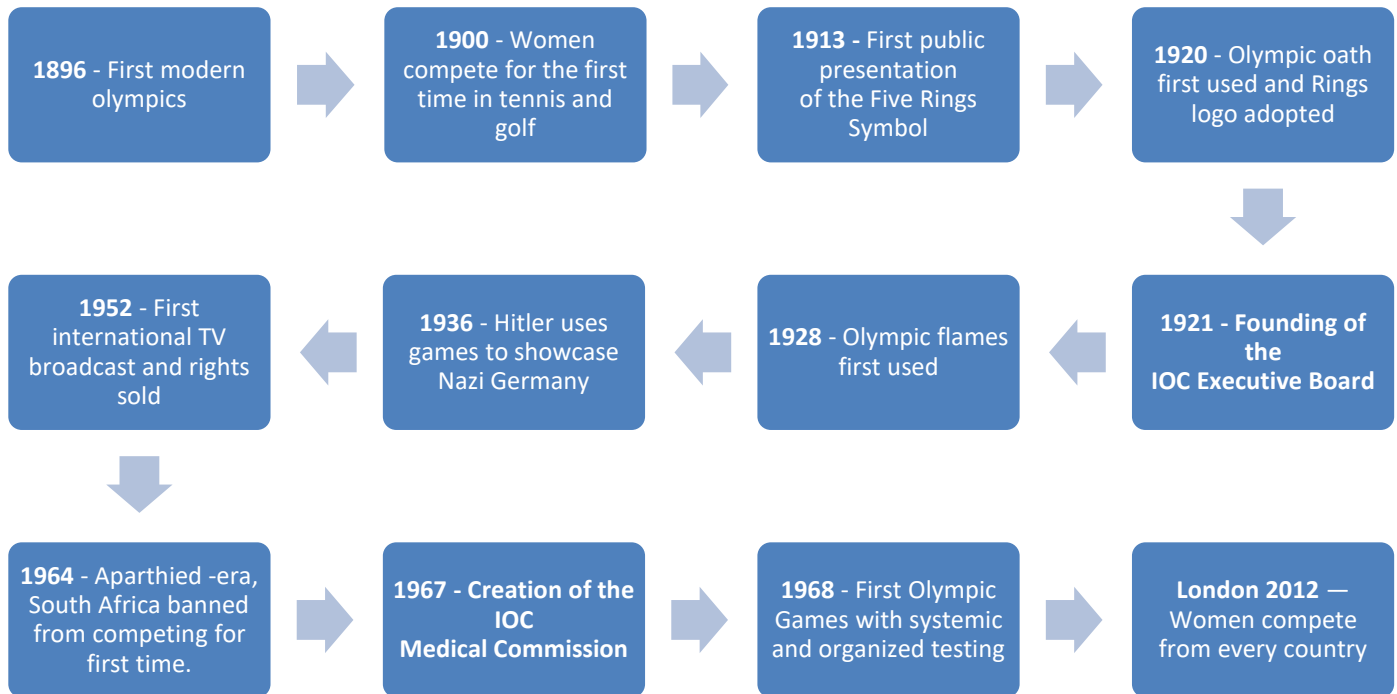 1896 - First modern
olympics
1900 - Women
compete for the first
time in tennis and
golf
1913 - First public
presentation
of the Five Rings
Symbol
1920 - Olympic oath
first used and Rings
logo adopted
1921 - Founding of
the
IOC Executive Board
1928 - Olympic flames
first used
1936 - Hitler uses
games to showcase
Nazi Germany
1952 - First
international TV
broadcast and rights
sold
1964 - Aparthied -era,
South Africa banned
from competing for
first time.
1967 - Creation of the
IOC
Medical Commission
1968 - First Olympic
Games with systemic
and organized testing
London 2012 —
Women compete
from every country